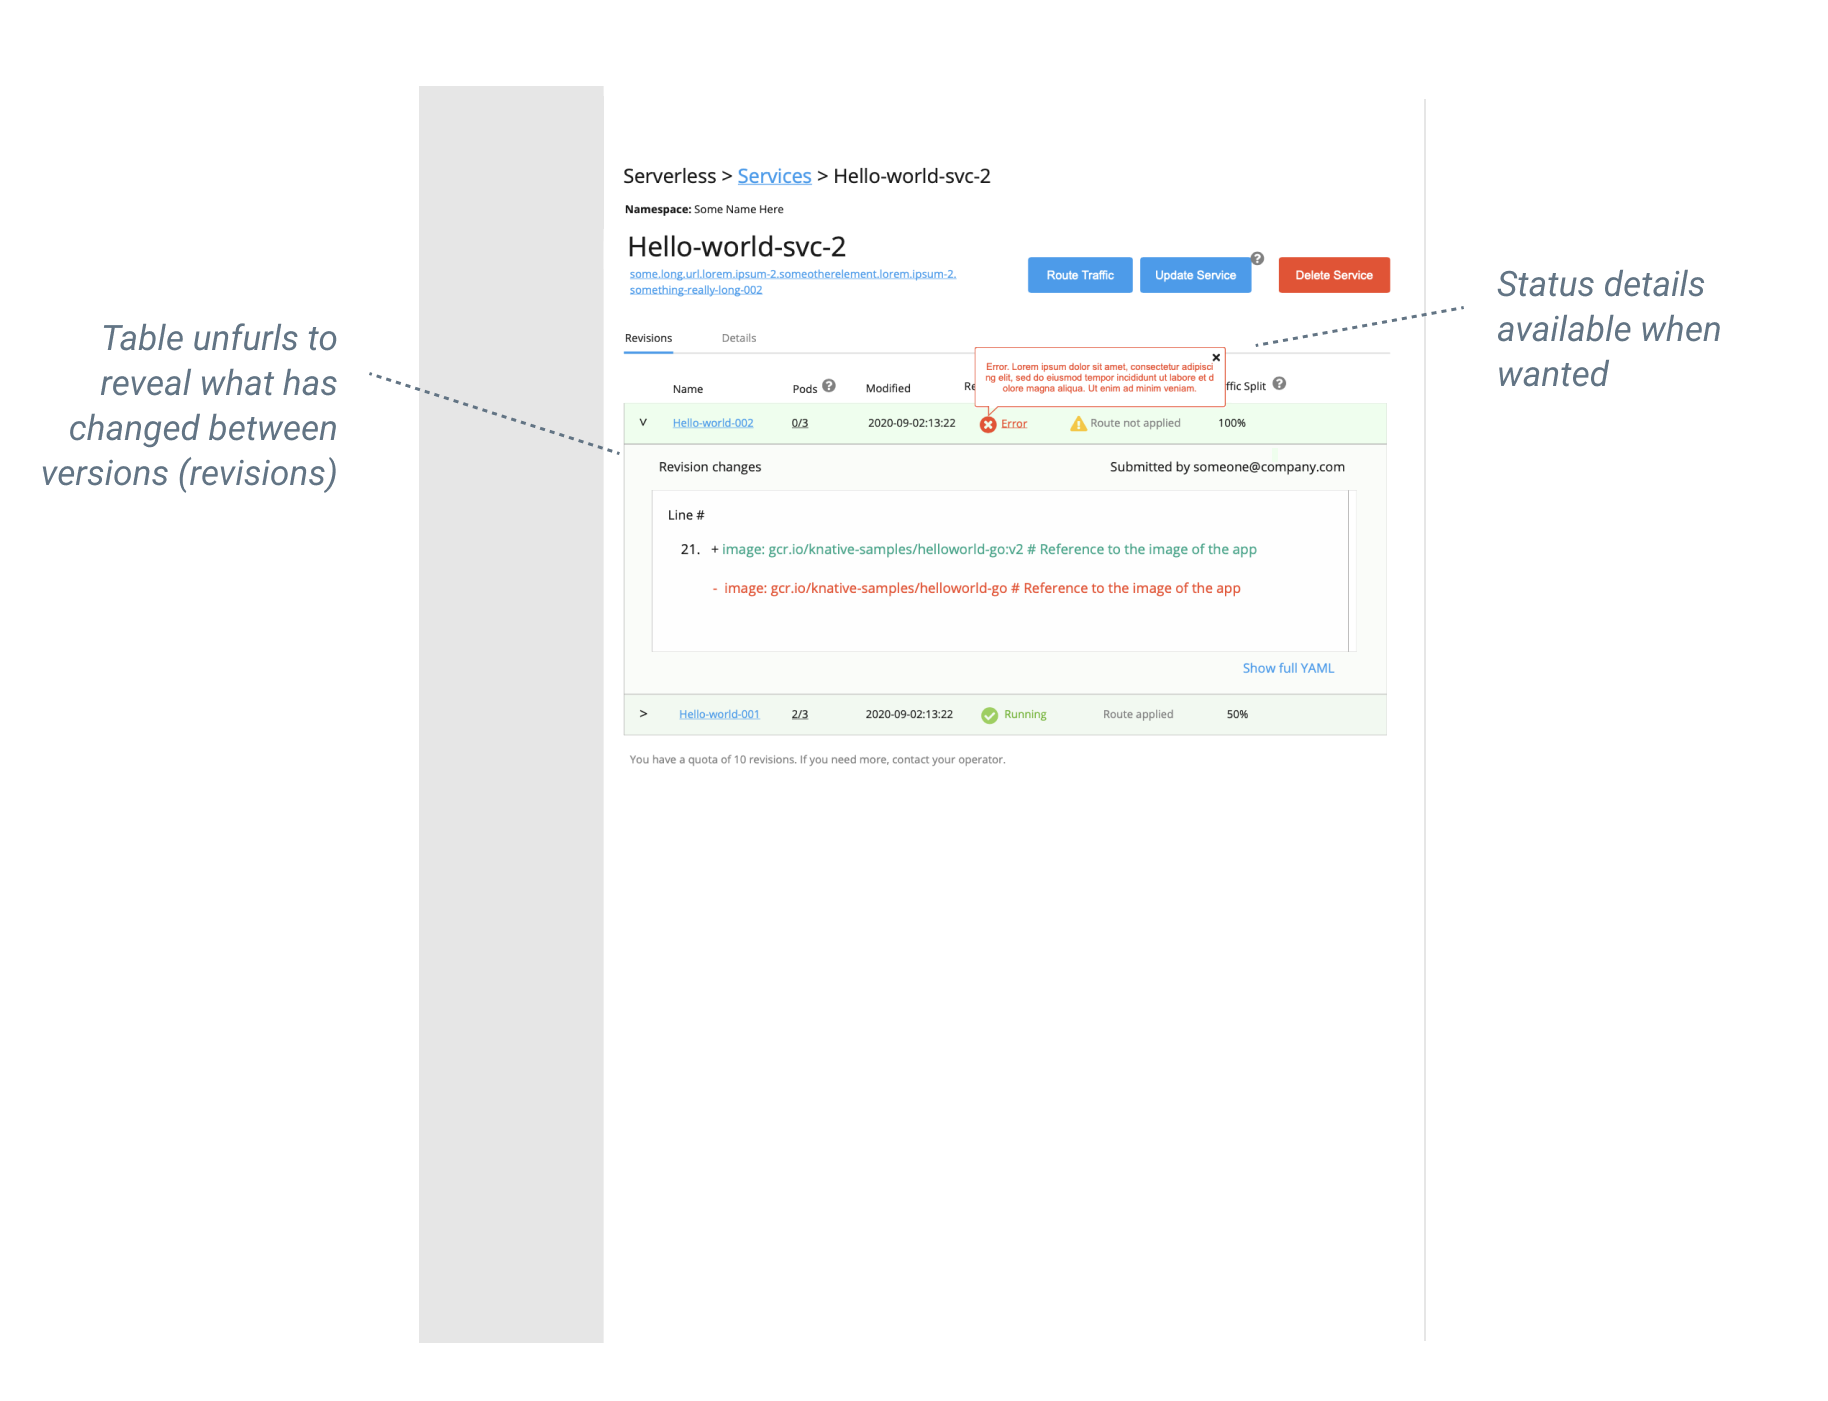 Serverless > Services > Hello-world-svc-2
Namespace: Some Name Here
Hello-world-svc-2
some.long.url.lorem.ipsum-2.someotherelement.lorem.ipsum-2.
something-really-long-002
Route Traffic
Update Service
?
Delete Service
Table unfurls to
reveal what has
changed between
versions (revisions)
Status details
available when
wanted
Revisions
Details
Error. Lorem ipsum dolor sit amet, consectetur adipisci
ng elit, sed do eiusmod tempor incididunt ut labore et d
olore magna aliqua. Ut enim ad minim veniam.
Name Pods ? Modified Re ffic Split ?
v Hello-world-002 0/3 2020-09-02:13:22 Error Route not applied 100%
Revision changes
Submitted by someone@company.com
Line #
21. + image: gcr.io/knative-samples/helloworld-go:v2 # Reference to the image of the app
- image: gcr.io/knative-samples/helloworld-go # Reference to the image of the app
Show full YAML
> Hello-world-001 2/3 2020-09-02:13:22 Running Route applied 50%
You have a quota of 10 revisions. If you need more, contact your operator.